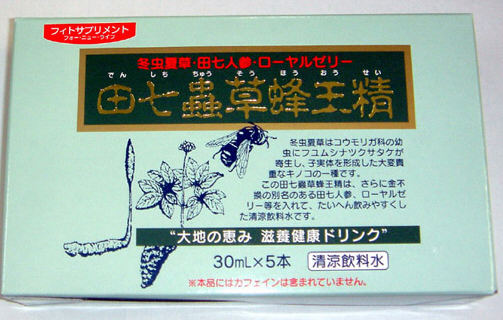 フィトサプリメント
フォー・ニュー・ライフ
冬虫夏草・田七人参・ローヤルゼリー
でん しち ちゅう そう ほう おう せい
田七蟲草蜂王精
冬虫夏草はコウモリガ科の幼
虫にフユムシナツクサタケが
寄生し、子実体を形成した大変貴
重なキノコの一種です。
この田七蟲草蜂王精は、さらに金不
換の別名のある田七人参、ローヤルゼ
リー等を入れて、たいへん飲みやすくし
た清涼飲料水です。
“大地の恵み 滋養健康ドリンク”
30mL×5本 清涼飲料水
※本品にはカフェインは含まれていません。